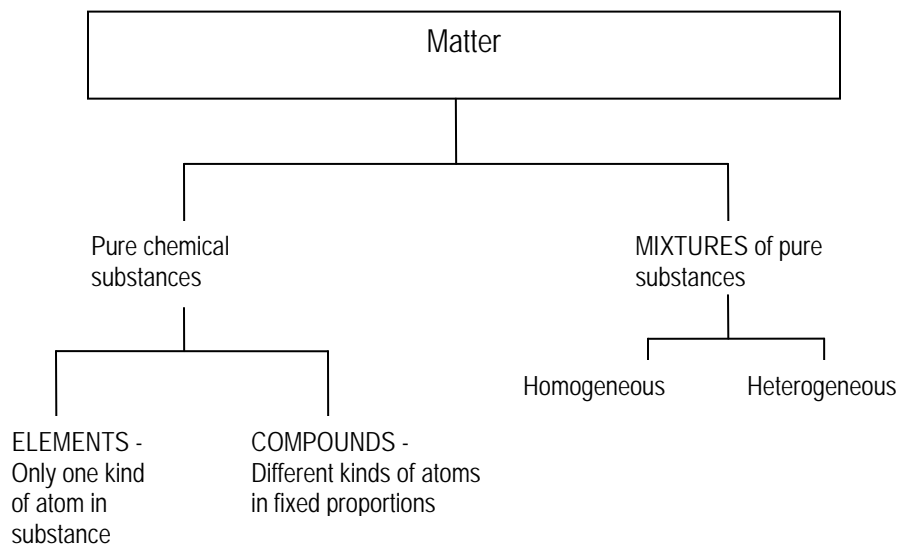 Matter
Pure chemical
substances
MIXTURES of pure
substances
Homogeneous
Heterogeneous
ELEMENTS -
Only one kind
of atom in
substance
COMPOUNDS -
Different kinds of atoms
in fixed proportions